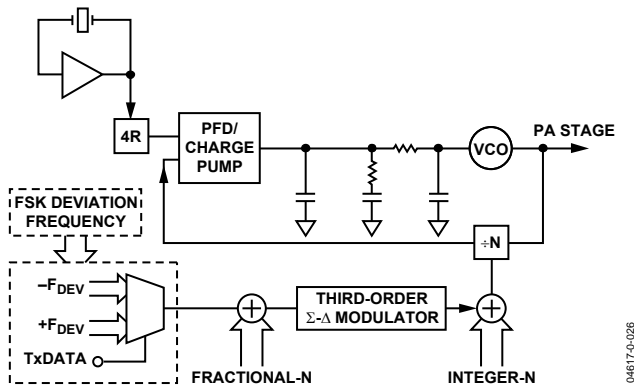 4R
PFD/
CHARGE
PUMP
VCO
PA STAGE
FSK DEVIATION
FREQUENCY
÷N
–FDEV
+FDEV
TxDATA
THIRD-ORDER
Σ-Δ MODULATOR
FRACTIONAL-N
INTEGER-N
04617-0-026